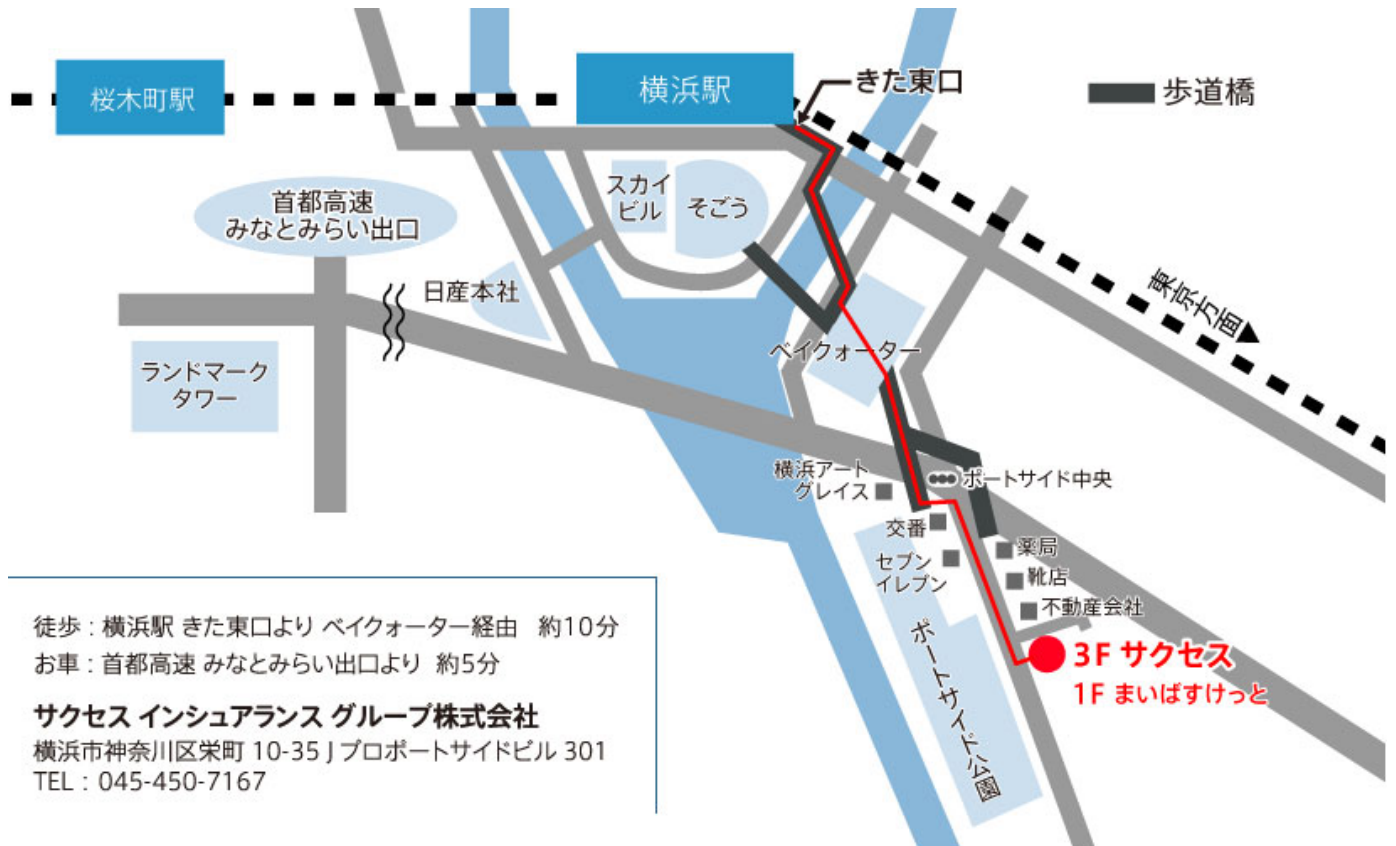 桜木町駅
横浜駅
きた東口
歩道橋
首都高速
みなとみらい出口
スカイ
ビル
そごう
日産本社
東京方面
ランドマーク
タワー
ベイクォーター
横浜アート
グレイス
ポートサイド中央
交番
セブン
イレブン
薬局
靴店
不動産会社
ポートサイド公園
3F サクセス
1F まいばすけっと
徒歩 : 横浜駅 きた東口より ベイクォーター経由 約10分
お車 : 首都高速 みなとみらい出口より 約5分
サクセス インシュアランス グループ株式会社
横浜市神奈川区栄町 10-35 J プロポートサイドビル 301
TEL : 045-450-7167